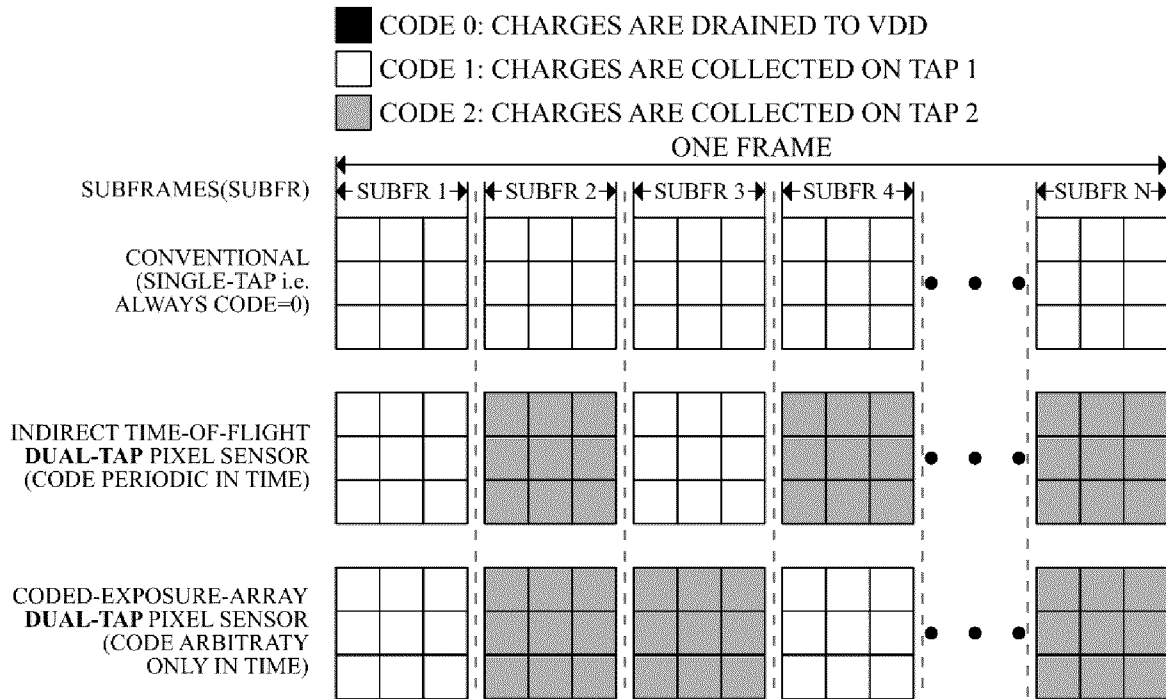 CODE 0: CHARGES ARE DRAINED TO VDD
CODE 1: CHARGES ARE COLLECTED ON TAP 1
CODE 2: CHARGES ARE COLLECTED ON TAP 2
ONE FRAME
SUBFRAMES(SUBFR)
SUBFR 1
SUBFR 2
SUBFR 3
SUBFR 4
SUBFR N
CONVENTIONAL
(SINGLE-TAP i.e.
ALWAYS CODE=0)
INDIRECT TIME-OF-FLIGHT
DUAL-TAP PIXEL SENSOR
(CODE PERIODIC IN TIME)
CODED-EXPOSURE-ARRAY
DUAL-TAP PIXEL SENSOR
(CODE ARBITRATY
ONLY IN TIME)